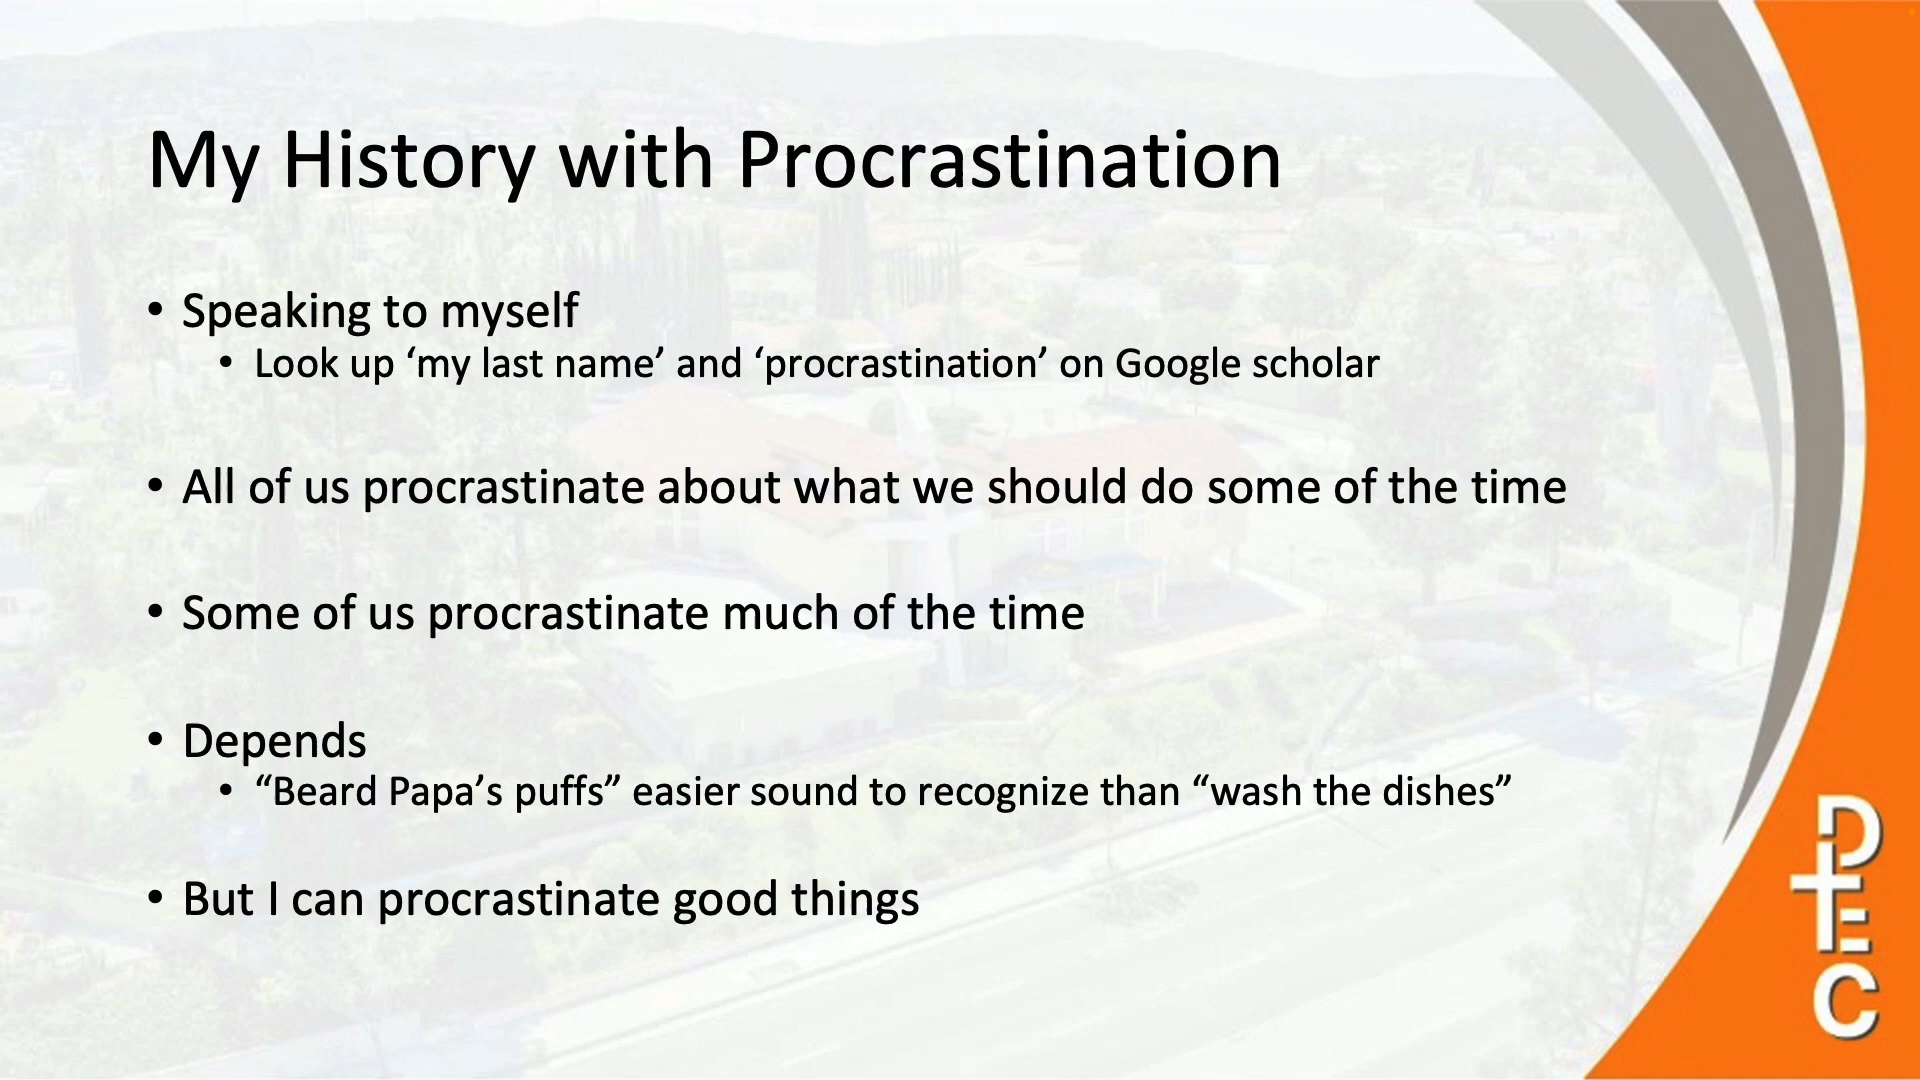 My History with Procrastination
• Speaking to myself
• Look up ‘my last name’ and ‘procrastination’ on Google scholar
• All of us procrastinate about what we should do some of the time
• Some of us procrastinate much of the time
• Depends
• “Beard Papa’s puffs” easier sound to recognize than “wash the dishes”
• But I can procrastinate good things
D
E
C